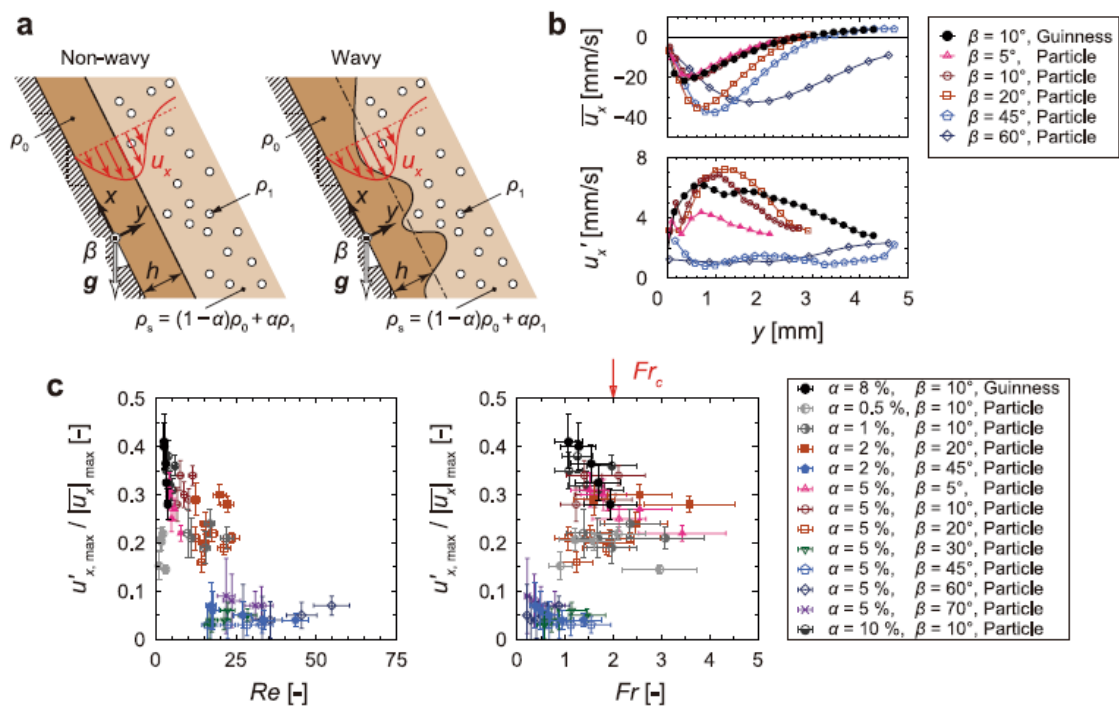 a
Non-wavy
Wavy
ρ₀
uₓ
ρ₁
x
y
β
g
h
ρₛ = (1−α)ρ₀ + αρ₁
ρ₀
uₓ
ρ₁
x
y
β
g
h
ρₛ = (1−α)ρ₀ + αρ₁
b
u̅ₓ [mm/s]
0
−20
−40
uₓ′ [mm/s]
8
6
4
2
0
0 1 2 3 4 5
y [mm]
β = 10°, Guinness
β = 5°, Particle
β = 10°, Particle
β = 20°, Particle
β = 45°, Particle
β = 60°, Particle
c
u′ₓ, ₘₐₓ / |u̅ₓ|ₘₐₓ [-]
0.5
0.4
0.3
0.2
0.1
0
0 25 50 75
Re [-]
Fr_c
u′ₓ, ₘₐₓ / |u̅ₓ|ₘₐₓ [-]
0.5
0.4
0.3
0.2
0.1
0
0 1 2 3 4 5
Fr [-]
α = 8 %, β = 10°, Guinness
α = 0.5 %, β = 10°, Particle
α = 1 %, β = 10°, Particle
α = 2 %, β = 20°, Particle
α = 2 %, β = 45°, Particle
α = 5 %, β = 5°, Particle
α = 5 %, β = 10°, Particle
α = 5 %, β = 20°, Particle
α = 5 %, β = 30°, Particle
α = 5 %, β = 45°, Particle
α = 5 %, β = 60°, Particle
α = 5 %, β = 70°, Particle
α = 10 %, β = 10°, Particle